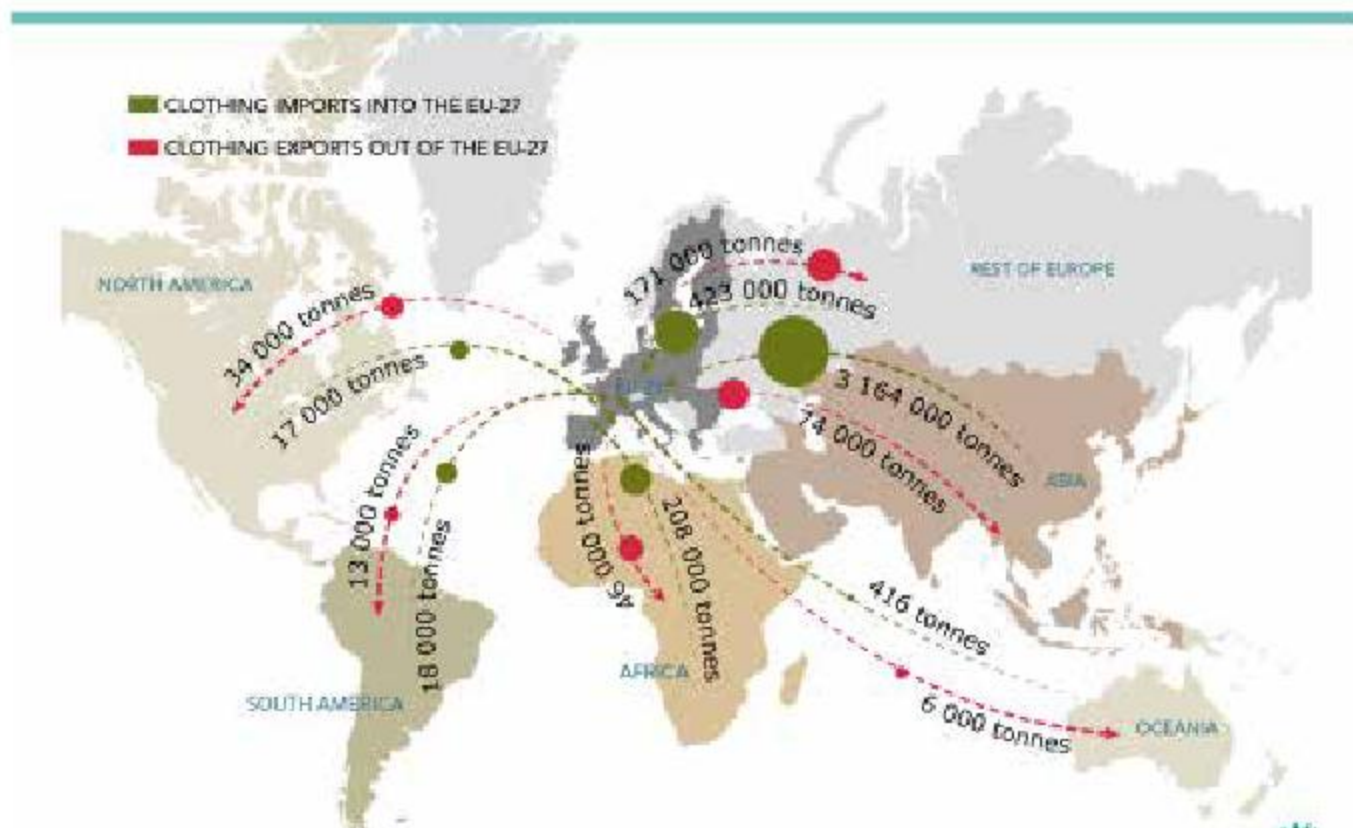 CLOTHING IMPORTS INTO THE EU-27
CLOTHING EXPORTS OUT OF THE EU-27
NORTH AMERICA
REST OF EUROPE
171 000 tonnes
423 000 tonnes
34 000 tonnes
17 000 tonnes
3 164 000 tonnes
74 000 tonnes
ASIA
13 000 tonnes
18 000 tonnes
46 000 tonnes
208 000 tonnes
416 tonnes
6 000 tonnes
AFRICA
SOUTH AMERICA
OCEANIA